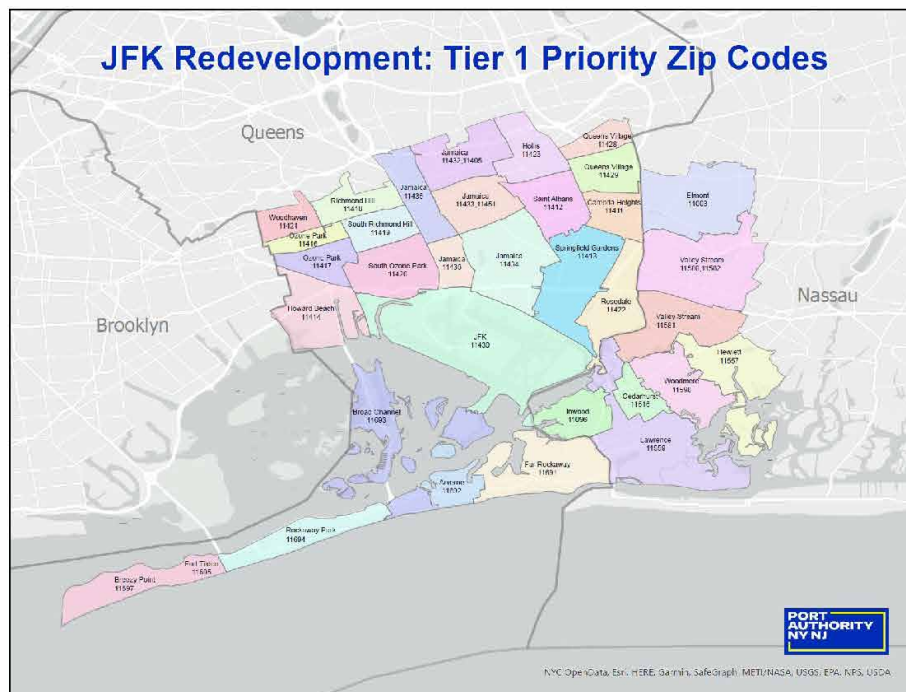 JFK Redevelopment: Tier 1 Priority Zip Codes
Queens
Queens Village
11428
Hollis
11423
Jamaica
11432,11405
Queens Village
11429
Jamaica
11435
Elmont
11003
Richmond Hill
11418
Jamaica
11433,11451
Saint Albans
11412
Cambria Heights
11411
Woodhaven
11421
South Richmond Hill
11419
Ozone Park
11416
Springfield Gardens
11413
Ozone Park
11417
South Ozone Park
11420
Jamaica
11436
Jamaica
11434
Valley Stream
11580,11582
Nassau
Rosedale
11422
Howard Beach
11414
Valley Stream
11581
Brooklyn
JFK
11430
Hewlett
11557
Woodmere
11598
Cedarhurst
11516
Broad Channel
11693
Inwood
11096
Lawrence
11559
Far Rockaway
11691
Arverne
11692
Rockaway Park
11694
Fort Tilden
11695
Breezy Point
11697
PORT
AUTHORITY
NY NJ
NYC OpenData, Esri, HERE, Garmin, SafeGraph, METI/NASA, USGS, EPA, NPS, USDA